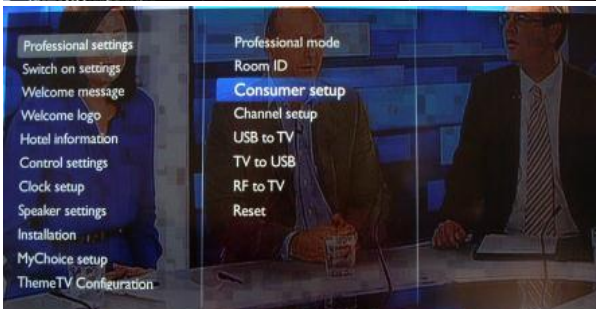 Professional settings
Switch on settings
Welcome message
Welcome logo
Hotel information
Control settings
Clock setup
Speaker settings
Installation
MyChoice setup
ThemeTV Configuration
Professional mode
Room ID
Consumer setup
Channel setup
USB to TV
TV to USB
RF to TV
Reset